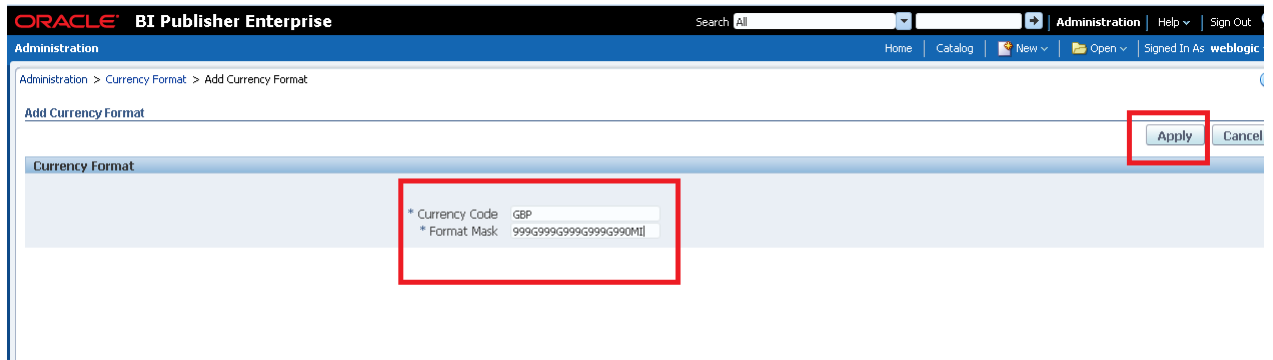 ORACLE BI Publisher Enterprise Search All Administration Help Sign Out
Administration Home Catalog New Open Signed In As weblogic
Administration > Currency Format > Add Currency Format
Add Currency Format
Apply Cancel
Currency Format
* Currency Code GBP
* Format Mask 999G999G999G999G990MI